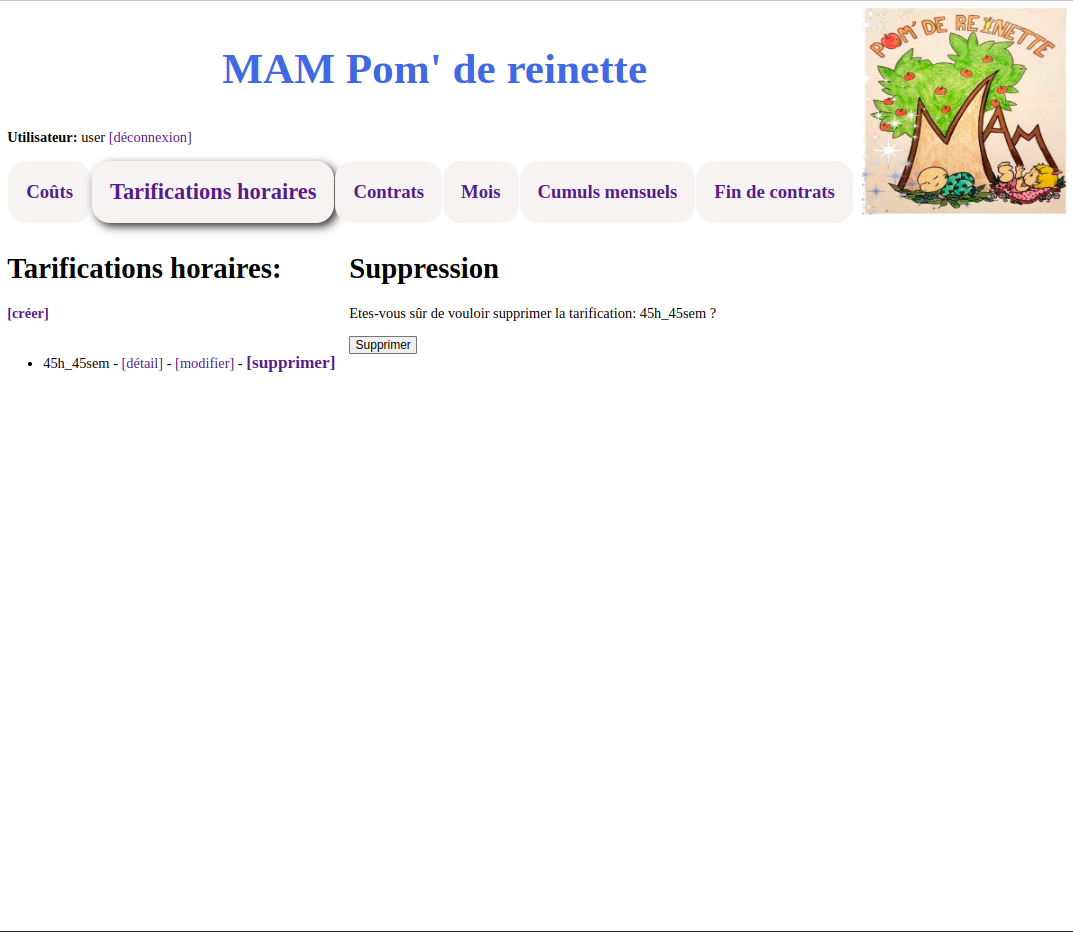 MAM Pom' de reinette
POM' DE REINETTE
MAM
Utilisateur: user [déconnexion]
Coûts
Tarifications horaires
Contrats
Mois
Cumuls mensuels
Fin de contrats
Tarifications horaires:
[créer]
45h_45sem - [détail] - [modifier] - [supprimer]
Suppression
Etes-vous sûr de vouloir supprimer la tarification: 45h_45sem ?
Supprimer